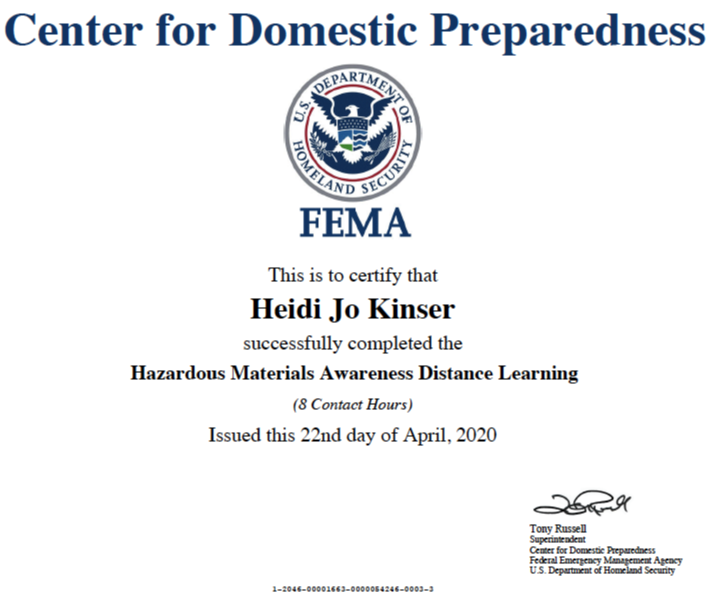 Center for Domestic Preparedness
U.S. DEPARTMENT OF
HOMELAND SECURITY
FEMA
This is to certify that
Heidi Jo Kinser
successfully completed the
Hazardous Materials Awareness Distance Learning
(8 Contact Hours)
Issued this 22nd day of April, 2020
Tony Russell
Superintendent
Center for Domestic Preparedness
Federal Emergency Management Agency
U.S. Department of Homeland Security
1-2046-00001663-0000054246-0003-3